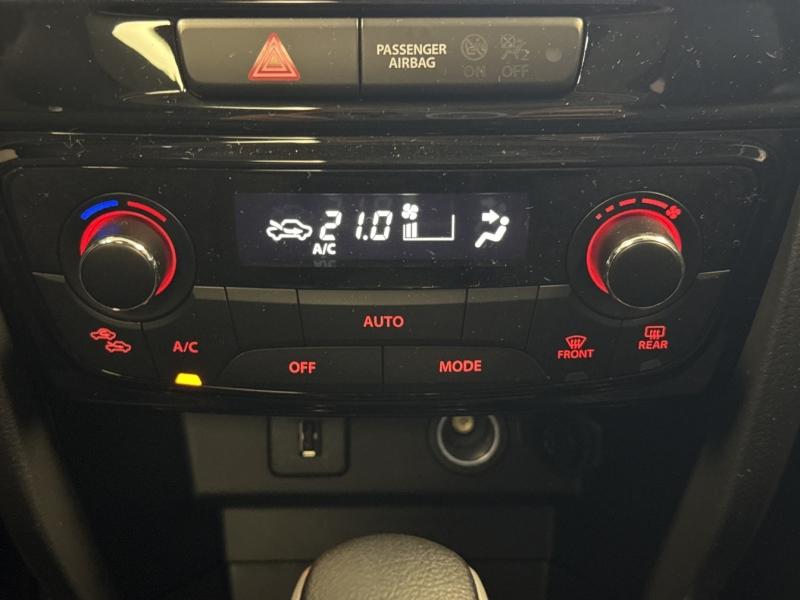 PASSENGER
AIRBAG
ON
OFF
21.0
A/C
AUTO
A/C
OFF
MODE
FRONT
REAR